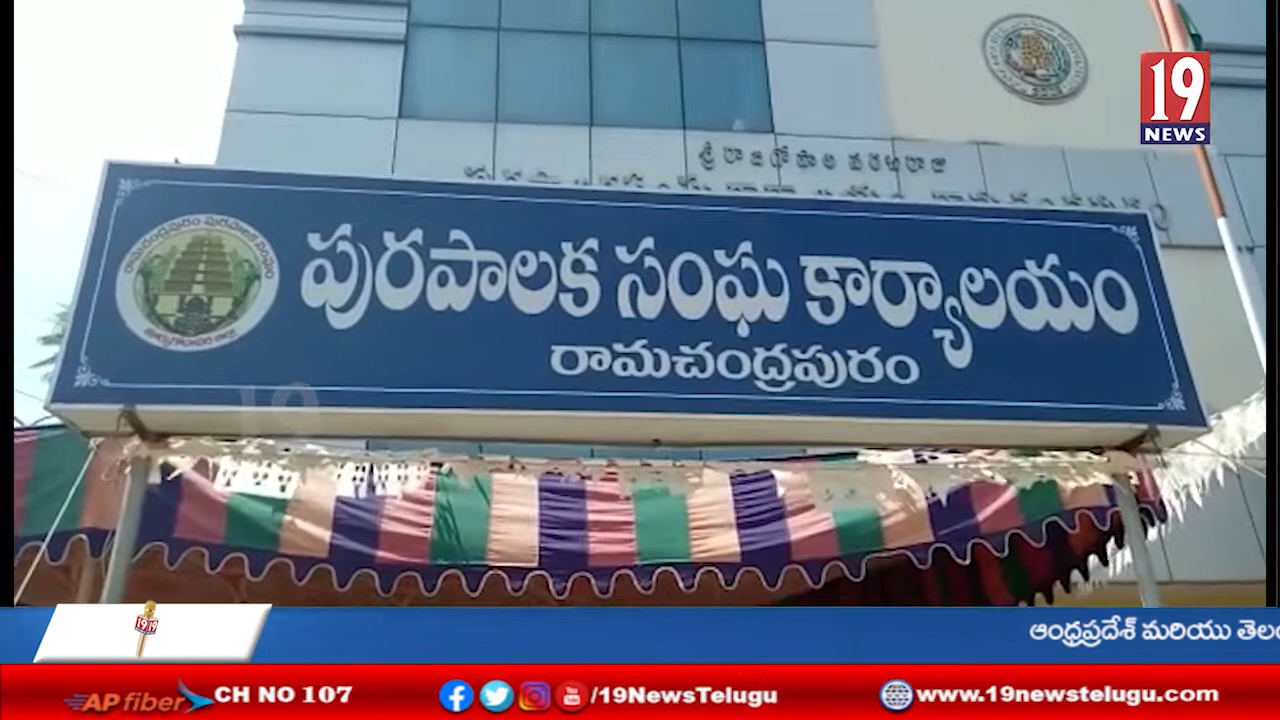 19
NEWS
శ్రీ రాజగోపాల
పురపాలక సంఘ కార్యాలయం
రామచంద్రపురం
ఆంధ్రప్రదేశ్ మరియు
AP fiber CH NO 107 /19NewsTelugu www.19newstelugu.com